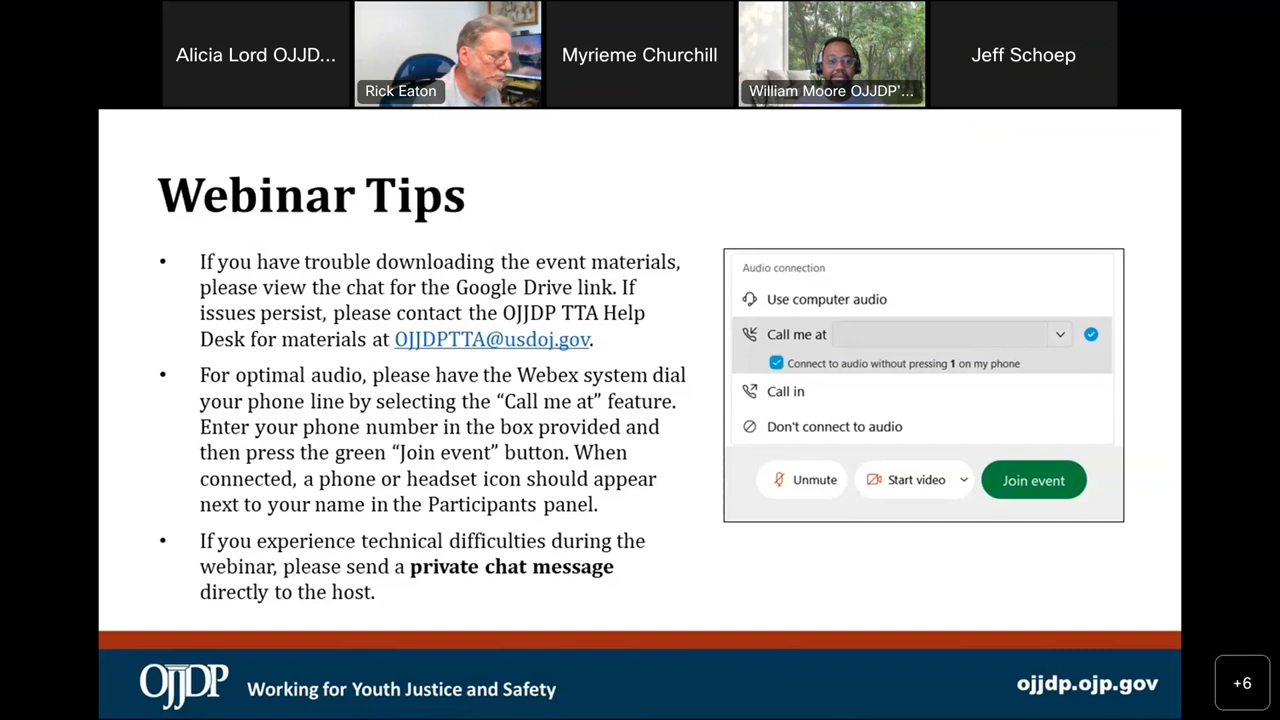 Alicia Lord OJJD...
Rick Eaton
Myrieme Churchill
William Moore OJJDP'...
Jeff Schoep
Webinar Tips
• If you have trouble downloading the event materials,
please view the chat for the Google Drive link. If
issues persist, please contact the OJJDP TTA Help
Desk for materials at OJJDPTTA@usdoj.gov.
• For optimal audio, please have the Webex system dial
your phone line by selecting the “Call me at” feature.
Enter your phone number in the box provided and
then press the green “Join event” button. When
connected, a phone or headset icon should appear
next to your name in the Participants panel.
• If you experience technical difficulties during the
webinar, please send a private chat message
directly to the host.
Audio connection
Use computer audio
Call me at
Connect to audio without pressing 1 on my phone
Call in
Don't connect to audio
Unmute
Start video
Join event
OJJDP
Working for Youth Justice and Safety
ojjdp.ojp.gov
+6